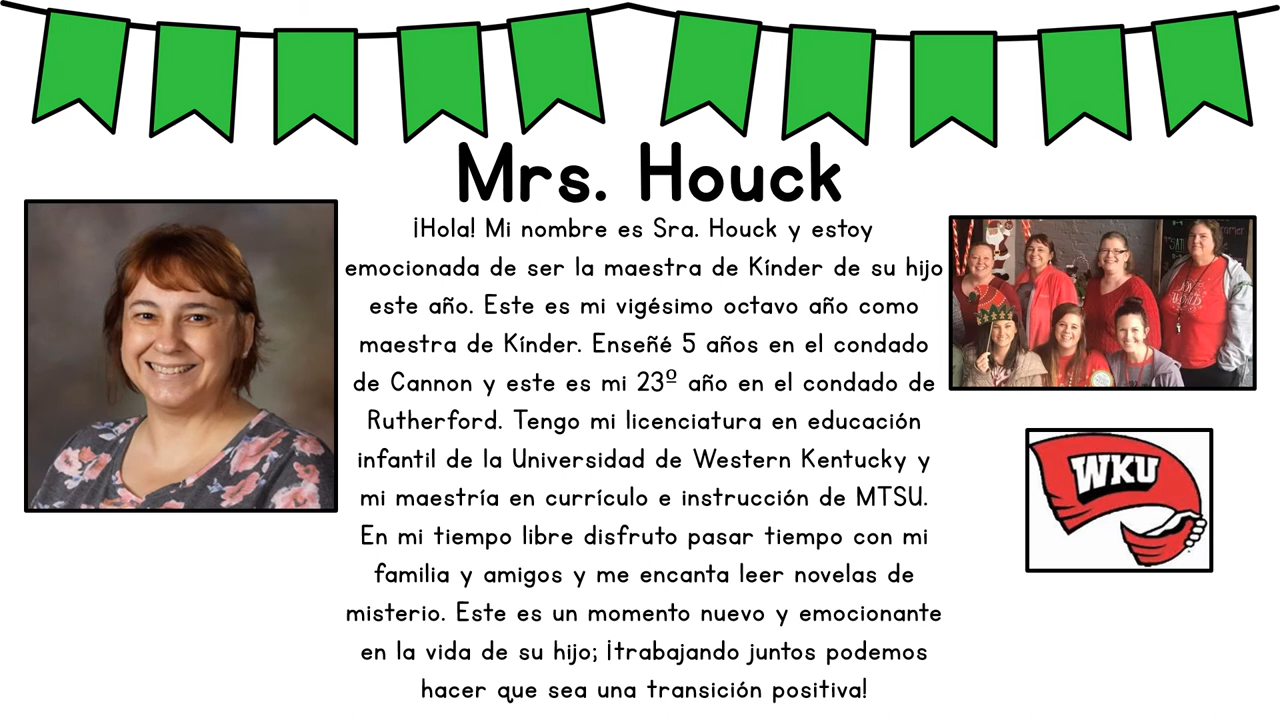 Mrs. Houck
¡Hola! Mi nombre es Sra. Houck y estoy
emocionada de ser la maestra de Kínder de su hijo
este año. Este es mi vigésimo octavo año como
maestra de Kínder. Enseñé 5 años en el condado
de Cannon y este es mi 23º año en el condado de
Rutherford. Tengo mi licenciatura en educación
infantil de la Universidad de Western Kentucky y
mi maestría en currículo e instrucción de MTSU.
En mi tiempo libre disfruto pasar tiempo con mi
familia y amigos y me encanta leer novelas de
misterio. Este es un momento nuevo y emocionante
en la vida de su hijo; ¡trabajando juntos podemos
hacer que sea una transición positiva!
WKU